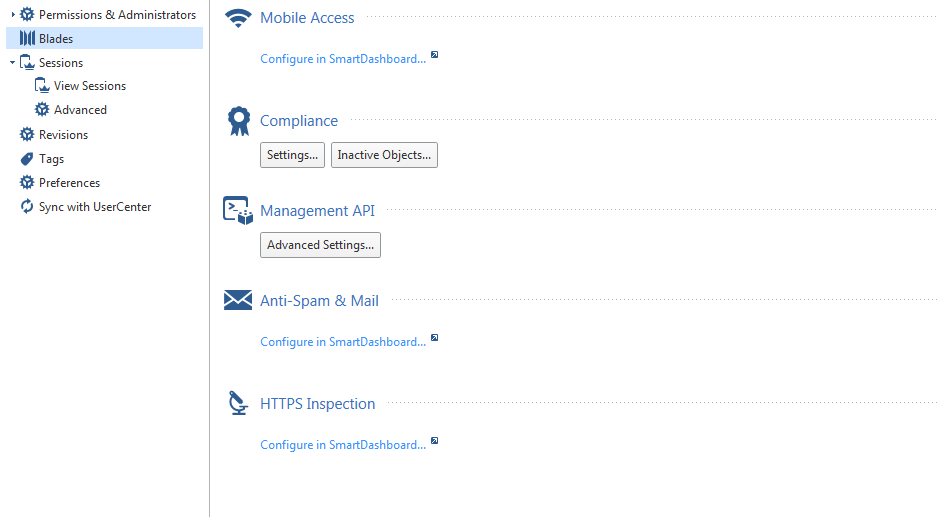 Permissions & Administrators
Blades
Sessions
View Sessions
Advanced
Revisions
Tags
Preferences
Sync with UserCenter
Mobile Access
Configure in SmartDashboard...
Compliance
Settings... Inactive Objects...
Management API
Advanced Settings...
Anti-Spam & Mail
Configure in SmartDashboard...
HTTPS Inspection
Configure in SmartDashboard...